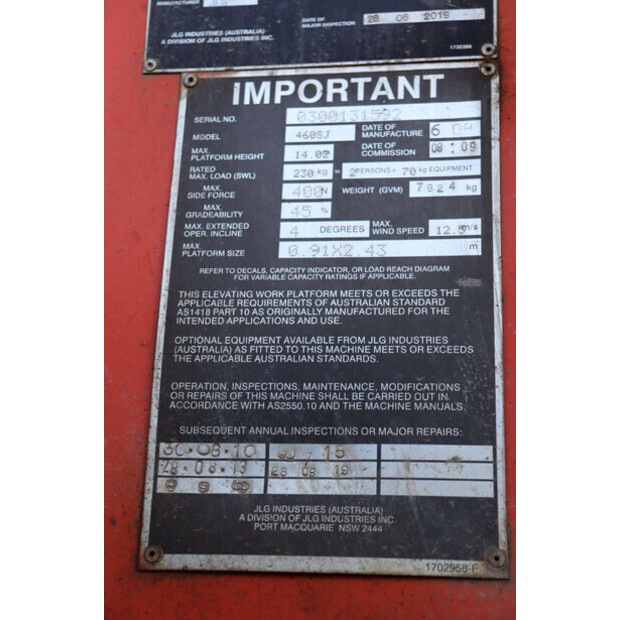 MANUFACTURER
JLG INDUSTRIES (AUSTRALIA)
A DIVISION OF JLG INDUSTRIES INC.
DATE OF
MAJOR INSPECTION 28 08 2019
1730386
IMPORTANT
SERIAL NO. 0300131592
MODEL 460SJ DATE OF MANUFACTURE 6 09
MAX. PLATFORM HEIGHT 14.02 DATE OF COMMISSION 08 09
RATED MAX. LOAD (SWL) 230 kg = 2 PERSONS + 70 kg EQUIPMENT
MAX. SIDE FORCE 400N WEIGHT (GVM) 7824 kg
MAX. GRADEABILITY 45 %
MAX. EXTENDED OPER. INCLINE 4 DEGREES MAX. WIND SPEED 12.5 m/s
MAX. PLATFORM SIZE 0.91X2.43 m
REFER TO DECALS, CAPACITY INDICATOR, OR LOAD REACH DIAGRAM
FOR VARIABLE CAPACITY RATINGS IF APPLICABLE.
THIS ELEVATING WORK PLATFORM MEETS OR EXCEEDS THE
APPLICABLE REQUIREMENTS OF AUSTRALIAN STANDARD
AS1418 PART 10 AS ORIGINALLY MANUFACTURED FOR THE
INTENDED APPLICATIONS AND USE.
OPTIONAL EQUIPMENT AVAILABLE FROM JLG INDUSTRIES
(AUSTRALIA) AS FITTED TO THIS MACHINE MEETS OR EXCEEDS
THE APPLICABLE AUSTRALIAN STANDARDS.
OPERATION, INSPECTIONS, MAINTENANCE, MODIFICATIONS
OR REPAIRS OF THIS MACHINE SHALL BE CARRIED OUT IN
ACCORDANCE WITH AS2550.10 AND THE MACHINE MANUALS.
SUBSEQUENT ANNUAL INSPECTIONS OR MAJOR REPAIRS:
30.08.10 15
28.08.13 28 08 19
JLG INDUSTRIES (AUSTRALIA)
A DIVISION OF JLG INDUSTRIES INC.
PORT MACQUARIE NSW 2444
1702958-F